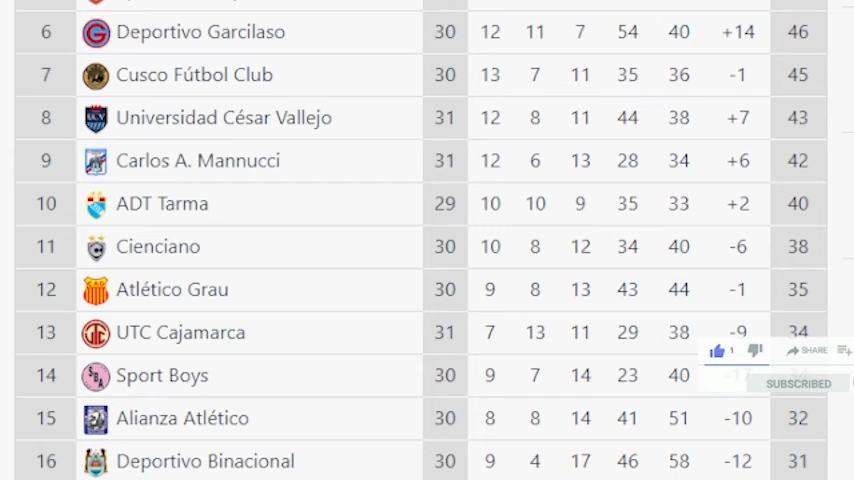 6 Deportivo Garcilaso 30 12 11 7 54 40 +14 46
7 Cusco Fútbol Club 30 13 7 11 35 36 -1 45
8 Universidad César Vallejo 31 12 8 11 44 38 +7 43
9 Carlos A. Mannucci 31 12 6 13 28 34 +6 42
10 ADT Tarma 29 10 10 9 35 33 +2 40
11 Cienciano 30 10 8 12 34 40 -6 38
12 Atlético Grau 30 9 8 13 43 44 -1 35
13 UTC Cajamarca 31 7 13 11 29 38 -9 34
1 SHARE
14 Sport Boys 30 9 7 14 23 40 -17 34
SUBSCRIBED
15 Alianza Atlético 30 8 8 14 41 51 -10 32
16 Deportivo Binacional 30 9 4 17 46 58 -12 31